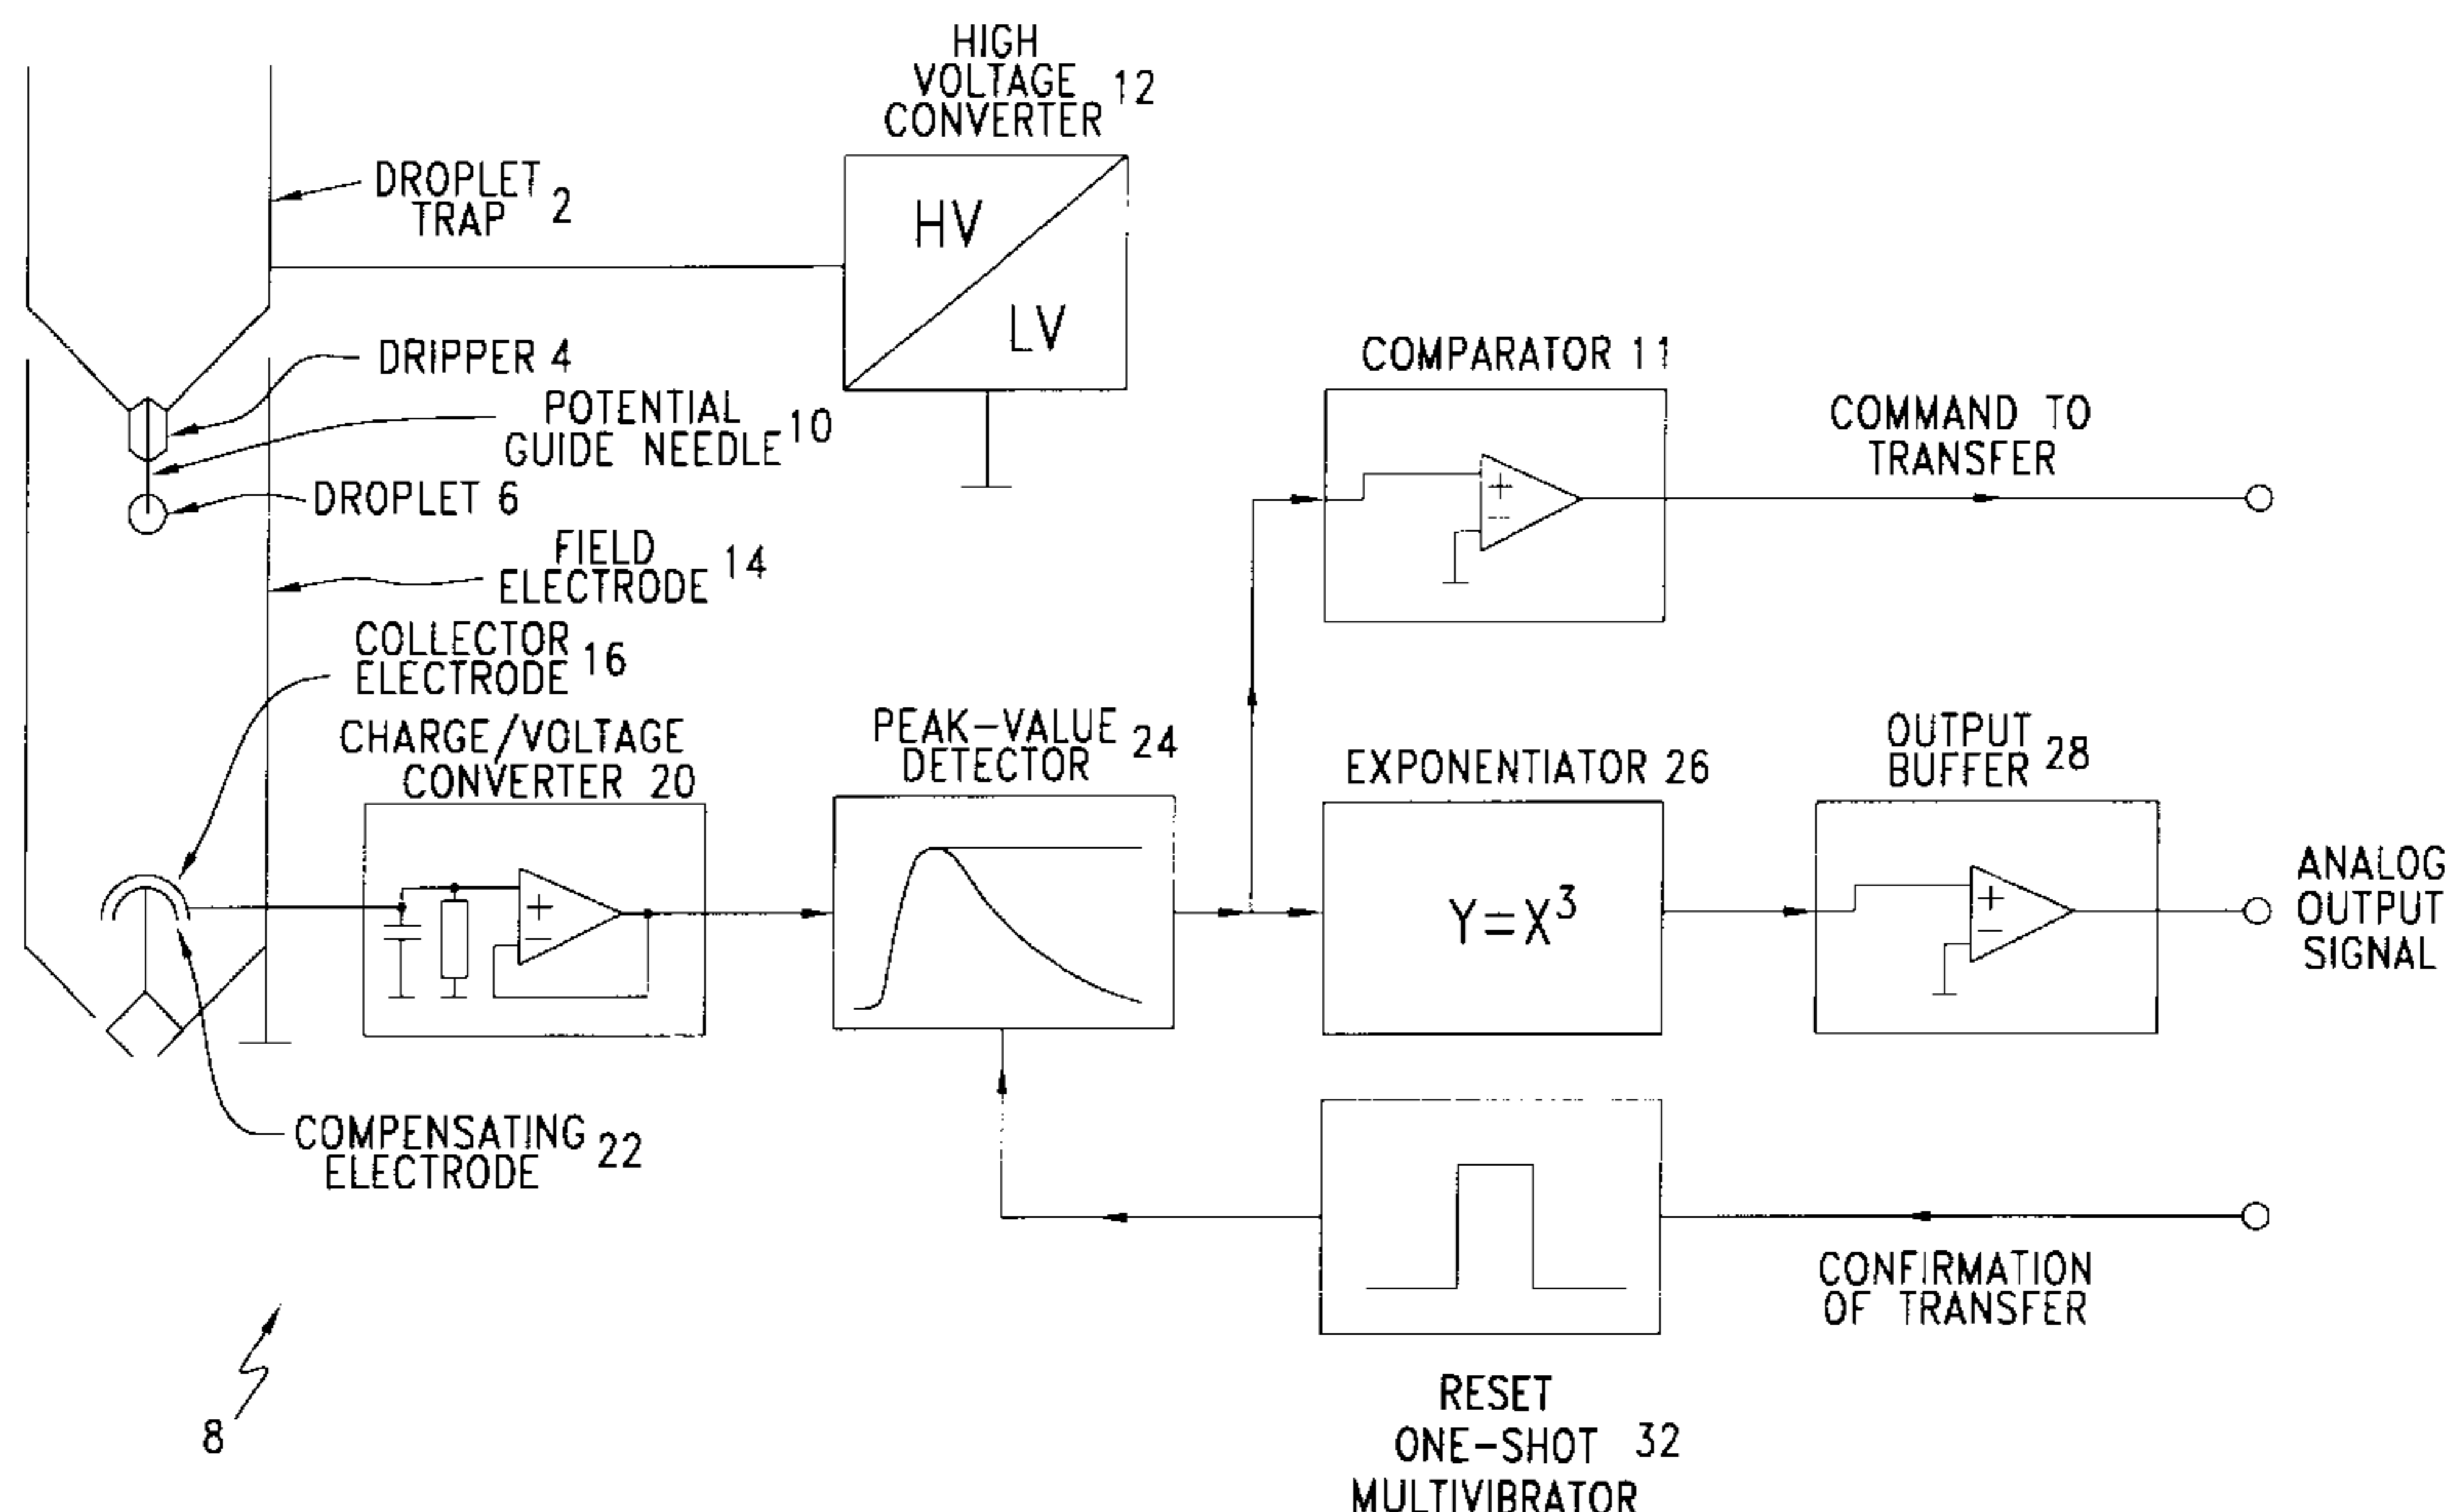 HIGH
VOLTAGE 12
CONVERTER
HV
LV
DROPLET 2
TRAP
DRIPPER 4
POTENTIAL 10
GUIDE NEEDLE
DROPLET 6
FIELD 14
ELECTRODE
COLLECTOR 16
ELECTRODE
COMPARATOR 11
+
-
COMMAND TO
TRANSFER
CHARGE/VOLTAGE
CONVERTER 20
+
-
PEAK-VALUE 24
DETECTOR
EXPONENTIATOR 26
Y=X³
OUTPUT 28
BUFFER
+
-
ANALOG
OUTPUT
SIGNAL
COMPENSATING 22
ELECTRODE
CONFIRMATION
OF TRANSFER
RESET
ONE-SHOT 32
MULTIVIBRATOR
8